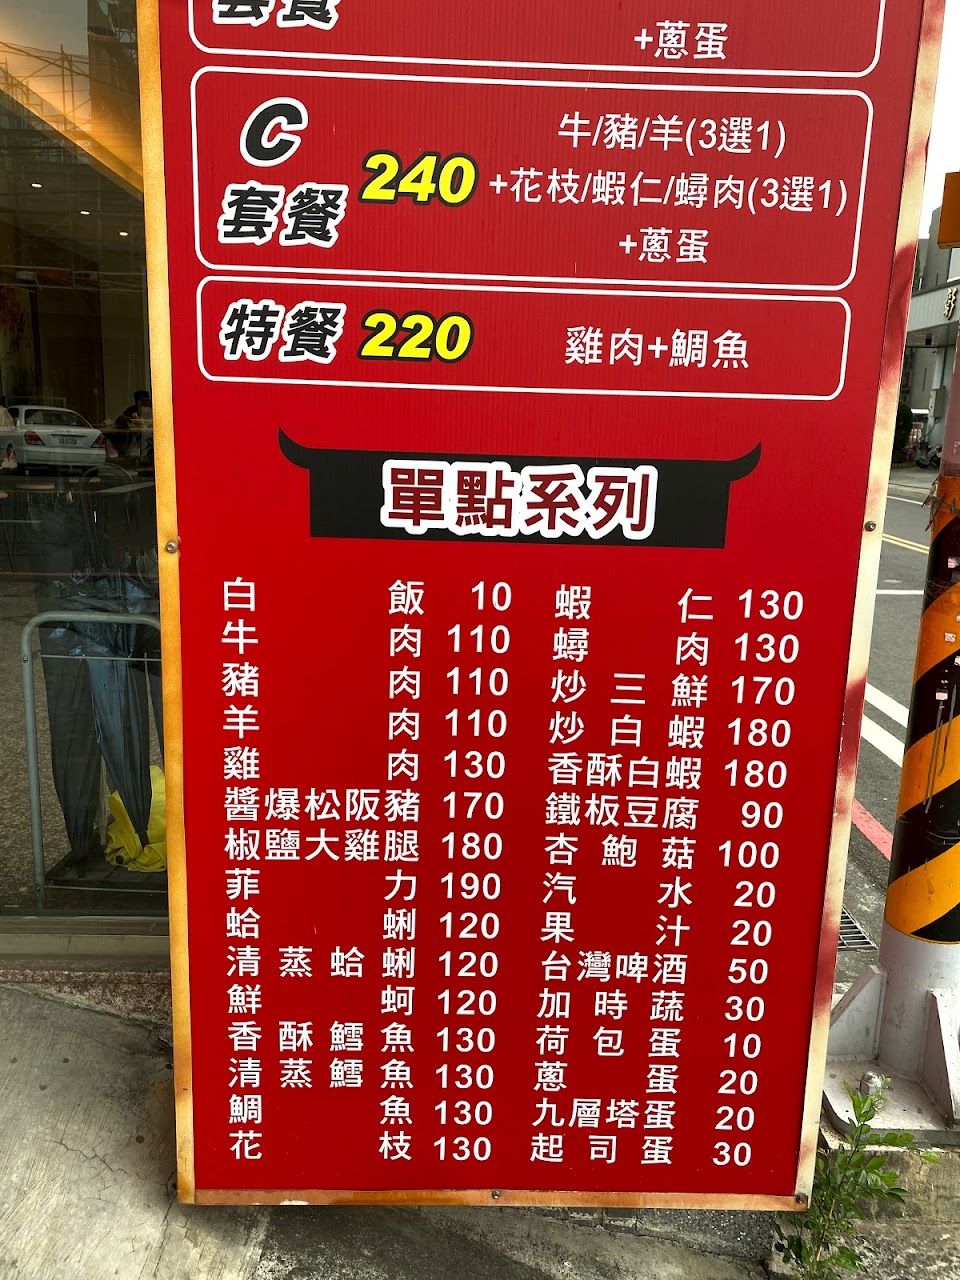 套餐
+蔥蛋
C
套餐
240
牛/豬/羊(3選1)
+花枝/蝦仁/蟳肉(3選1)
+蔥蛋
特餐 220 雞肉+鯛魚
單點系列
白飯 10
牛肉 110
豬肉 110
羊肉 110
雞肉 130
醬爆松阪豬 170
椒鹽大雞腿 180
菲力 190
蛤蜊 120
清蒸蛤蜊 120
鮮蚵 120
香酥鱈魚 130
清蒸鱈魚 130
鯛魚 130
花枝 130
蝦仁 130
蟳肉 130
炒三鮮 170
炒白蝦 180
香酥白蝦 180
鐵板豆腐 90
杏鮑菇 100
汽水 20
果汁 20
台灣啤酒 50
加時蔬 30
荷包蛋 10
蔥蛋 20
九層塔蛋 20
起司蛋 30